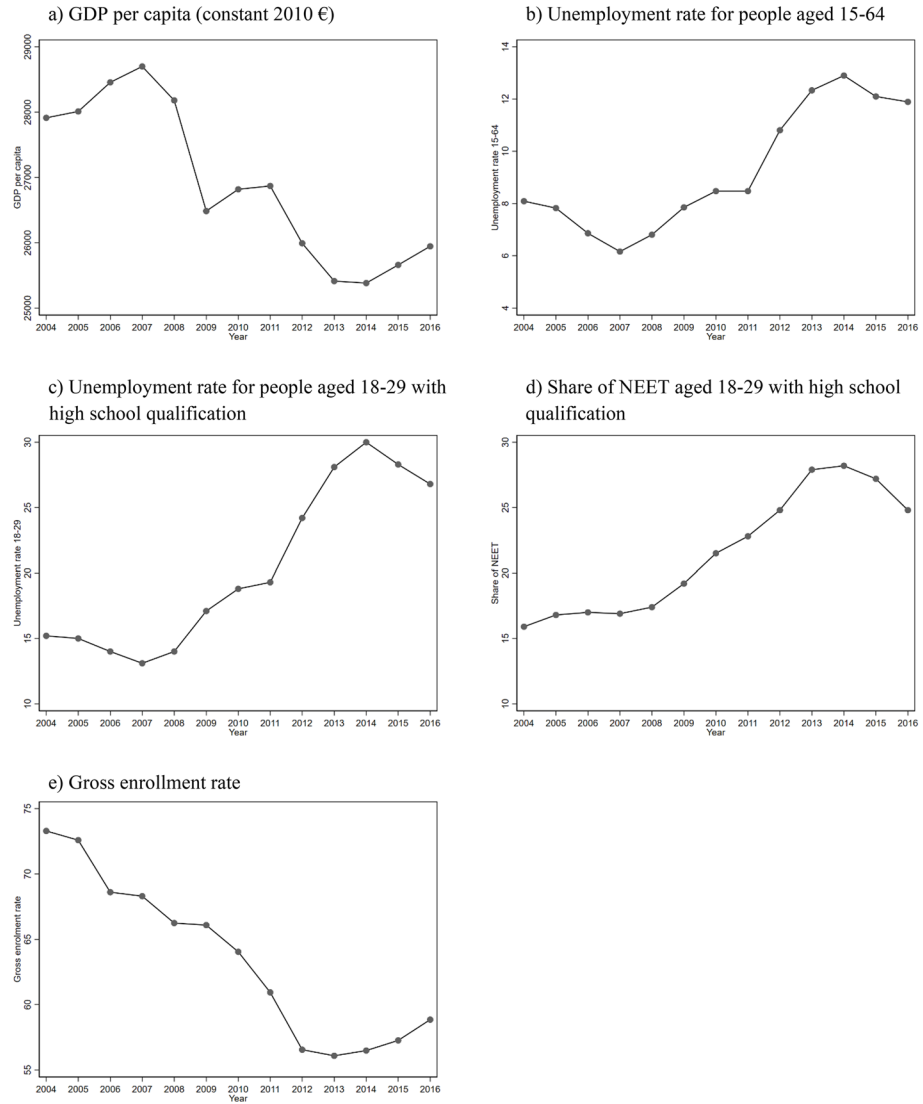 a) GDP per capita (constant 2010 €)
29000
28000
27000
26000
25000
GDP per capita
2004 2005 2006 2007 2008 2009 2010 2011 2012 2013 2014 2015 2016
Year
b) Unemployment rate for people aged 15-64
14
12
10
8
6
4
Unemployment rate 15-64
2004 2005 2006 2007 2008 2009 2010 2011 2012 2013 2014 2015 2016
Year
c) Unemployment rate for people aged 18-29 with
high school qualification
30
25
20
15
10
Unemployment rate 18-29
2004 2005 2006 2007 2008 2009 2010 2011 2012 2013 2014 2015 2016
Year
d) Share of NEET aged 18-29 with high school
qualification
30
25
20
15
10
Share of NEET
2004 2005 2006 2007 2008 2009 2010 2011 2012 2013 2014 2015 2016
Year
e) Gross enrollment rate
75
70
65
60
55
Gross enrolment rate
2004 2005 2006 2007 2008 2009 2010 2011 2012 2013 2014 2015 2016
Year